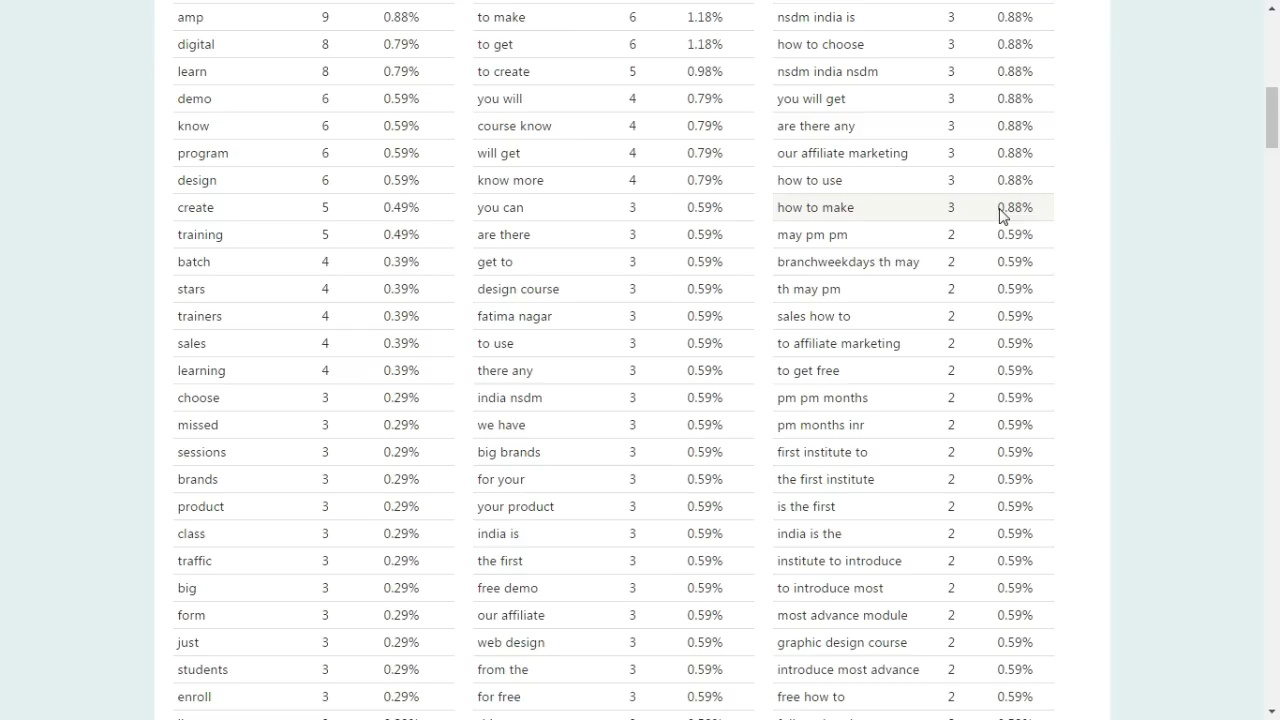 amp 9 0.88% to make 6 1.18% nsdm india is 3 0.88%
digital 8 0.79% to get 6 1.18% how to choose 3 0.88%
learn 8 0.79% to create 5 0.98% nsdm india nsdm 3 0.88%
demo 6 0.59% you will 4 0.79% you will get 3 0.88%
know 6 0.59% course know 4 0.79% are there any 3 0.88%
program 6 0.59% will get 4 0.79% our affiliate marketing 3 0.88%
design 6 0.59% know more 4 0.79% how to use 3 0.88%
create 5 0.49% you can 3 0.59% how to make 3 0.88%
training 5 0.49% are there 3 0.59% may pm pm 2 0.59%
batch 4 0.39% get to 3 0.59% branchweekdays th may 2 0.59%
stars 4 0.39% design course 3 0.59% th may pm 2 0.59%
trainers 4 0.39% fatima nagar 3 0.59% sales how to 2 0.59%
sales 4 0.39% to use 3 0.59% to affiliate marketing 2 0.59%
learning 4 0.39% there any 3 0.59% to get free 2 0.59%
choose 3 0.29% india nsdm 3 0.59% pm pm months 2 0.59%
missed 3 0.29% we have 3 0.59% pm months inr 2 0.59%
sessions 3 0.29% big brands 3 0.59% first institute to 2 0.59%
brands 3 0.29% for your 3 0.59% the first institute 2 0.59%
product 3 0.29% your product 3 0.59% is the first 2 0.59%
class 3 0.29% india is 3 0.59% india is the 2 0.59%
traffic 3 0.29% the first 3 0.59% institute to introduce 2 0.59%
big 3 0.29% free demo 3 0.59% to introduce most 2 0.59%
form 3 0.29% our affiliate 3 0.59% most advance module 2 0.59%
just 3 0.29% web design 3 0.59% graphic design course 2 0.59%
students 3 0.29% from the 3 0.59% introduce most advance 2 0.59%
enroll 3 0.29% for free 3 0.59% free how to 2 0.59%